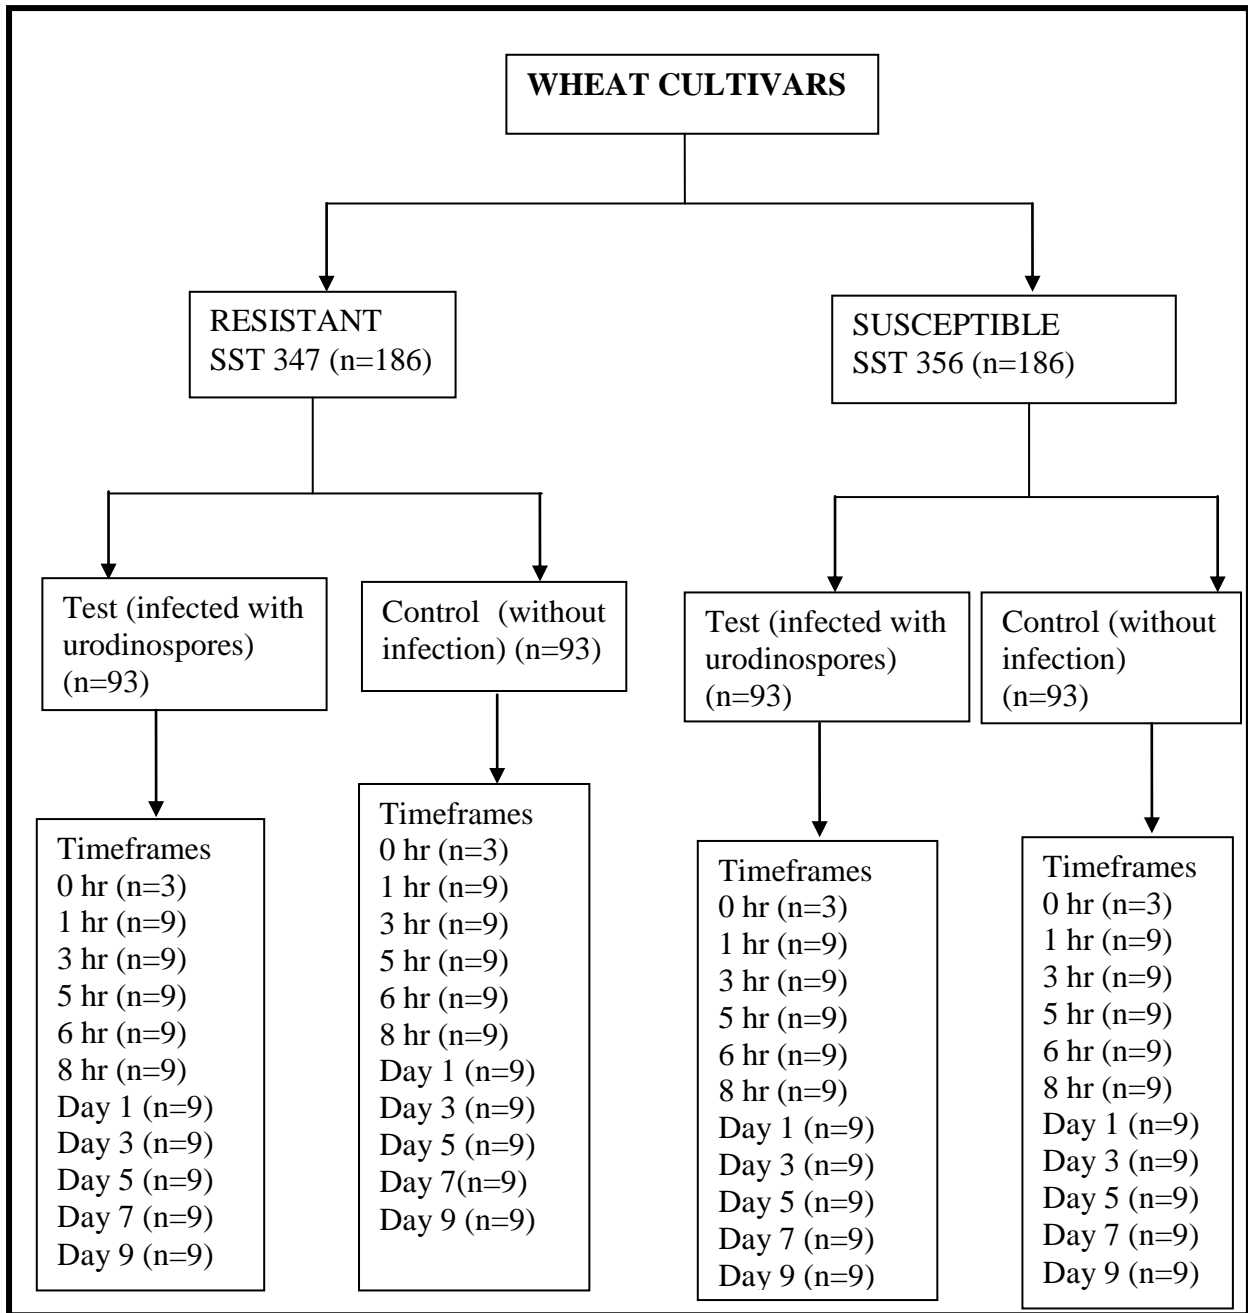 WHEAT CULTIVARS
RESISTANT
SST 347 (n=186)
SUSCEPTIBLE
SST 356 (n=186)
Test (infected with
urodinospores)
(n=93)
Control (without
infection) (n=93)
Test (infected with
urodinospores)
(n=93)
Control (without
infection)
(n=93)
Timeframes
0 hr (n=3)
1 hr (n=9)
3 hr (n=9)
5 hr (n=9)
6 hr (n=9)
8 hr (n=9)
Day 1 (n=9)
Day 3 (n=9)
Day 5 (n=9)
Day 7 (n=9)
Day 9 (n=9)
Timeframes
0 hr (n=3)
1 hr (n=9)
3 hr (n=9)
5 hr (n=9)
6 hr (n=9)
8 hr (n=9)
Day 1 (n=9)
Day 3 (n=9)
Day 5 (n=9)
Day 7(n=9)
Day 9 (n=9)
Timeframes
0 hr (n=3)
1 hr (n=9)
3 hr (n=9)
5 hr (n=9)
6 hr (n=9)
8 hr (n=9)
Day 1 (n=9)
Day 3 (n=9)
Day 5 (n=9)
Day 7 (n=9)
Day 9 (n=9)
Timeframes
0 hr (n=3)
1 hr (n=9)
3 hr (n=9)
5 hr (n=9)
6 hr (n=9)
8 hr (n=9)
Day 1 (n=9)
Day 3 (n=9)
Day 5 (n=9)
Day 7 (n=9)
Day 9 (n=9)